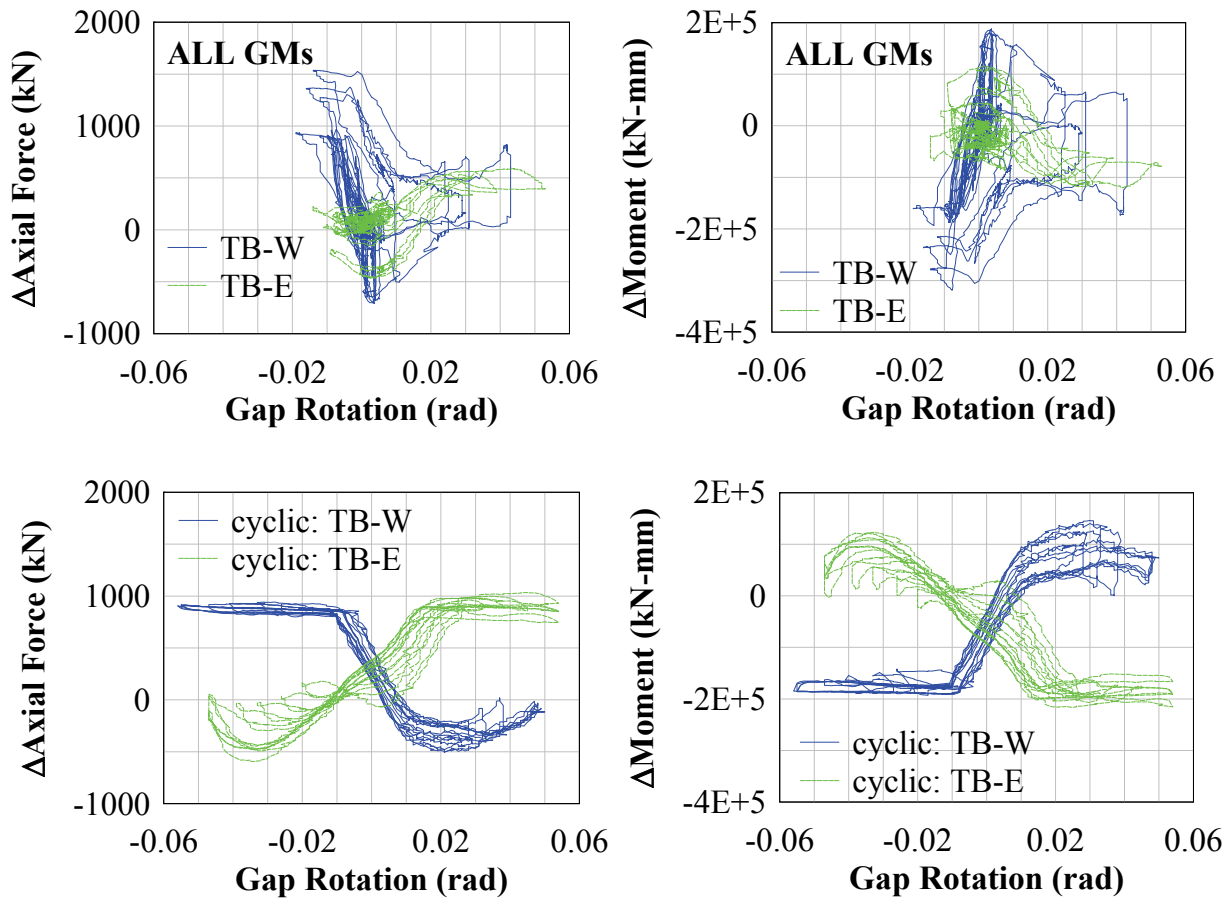 2000
1000
0
-1000
ΔAxial Force (kN)
ALL GMs
TB-W
TB-E
-0.06 -0.02 0.02 0.06
Gap Rotation (rad)
2E+5
0
-2E+5
-4E+5
ΔMoment (kN-mm)
ALL GMs
TB-W
TB-E
-0.06 -0.02 0.02 0.06
Gap Rotation (rad)
2000
1000
0
-1000
ΔAxial Force (kN)
cyclic: TB-W
cyclic: TB-E
-0.06 -0.02 0.02 0.06
Gap Rotation (rad)
2E+5
0
-2E+5
-4E+5
ΔMoment (kN-mm)
cyclic: TB-W
cyclic: TB-E
-0.06 -0.02 0.02 0.06
Gap Rotation (rad)